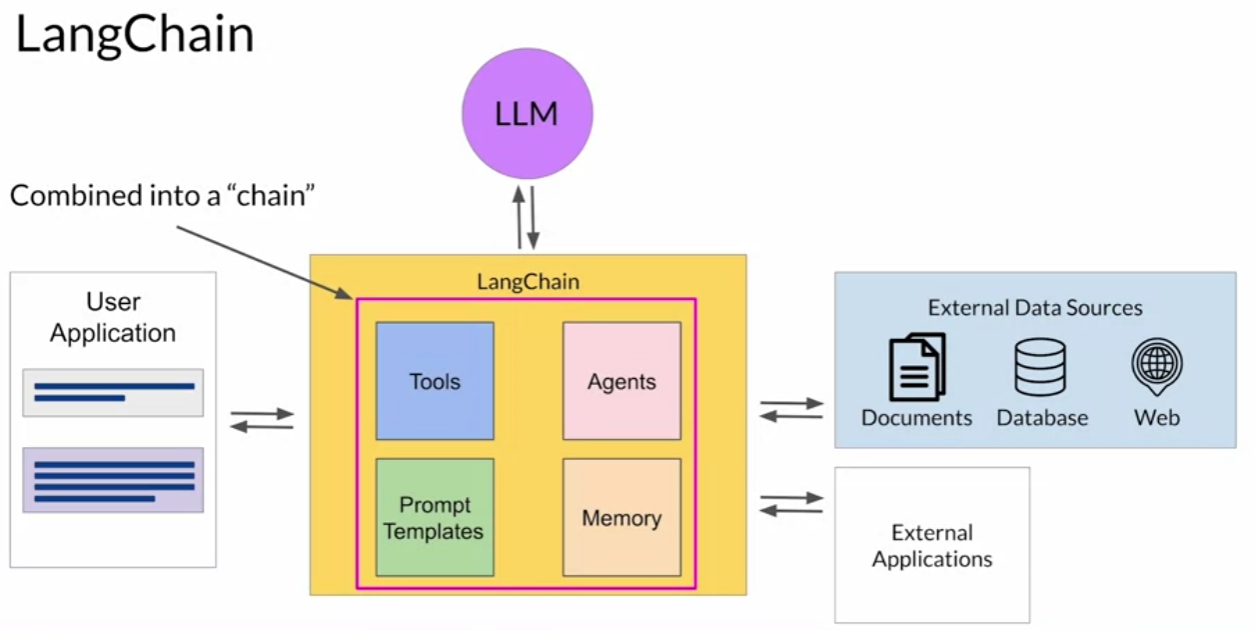 LangChain
LLM
Combined into a “chain”
User
Application
LangChain
Tools
Agents
Prompt
Templates
Memory
External Data Sources
Documents
Database
Web
External
Applications